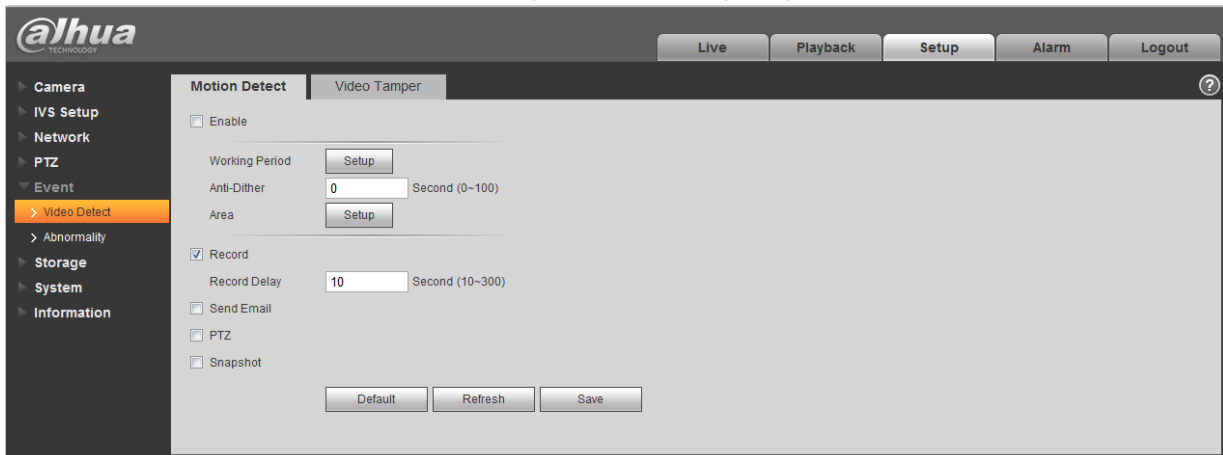 alhua
TECHNOLOGY
Live
Playback
Setup
Alarm
Logout
Camera
IVS Setup
Network
PTZ
Event
Video Detect
Abnormality
Storage
System
Information
Motion Detect
Video Tamper
?
Enable
Working Period Setup
Anti-Dither 0 Second (0~100)
Area Setup
Record
Record Delay 10 Second (10~300)
Send Email
PTZ
Snapshot
Default Refresh Save